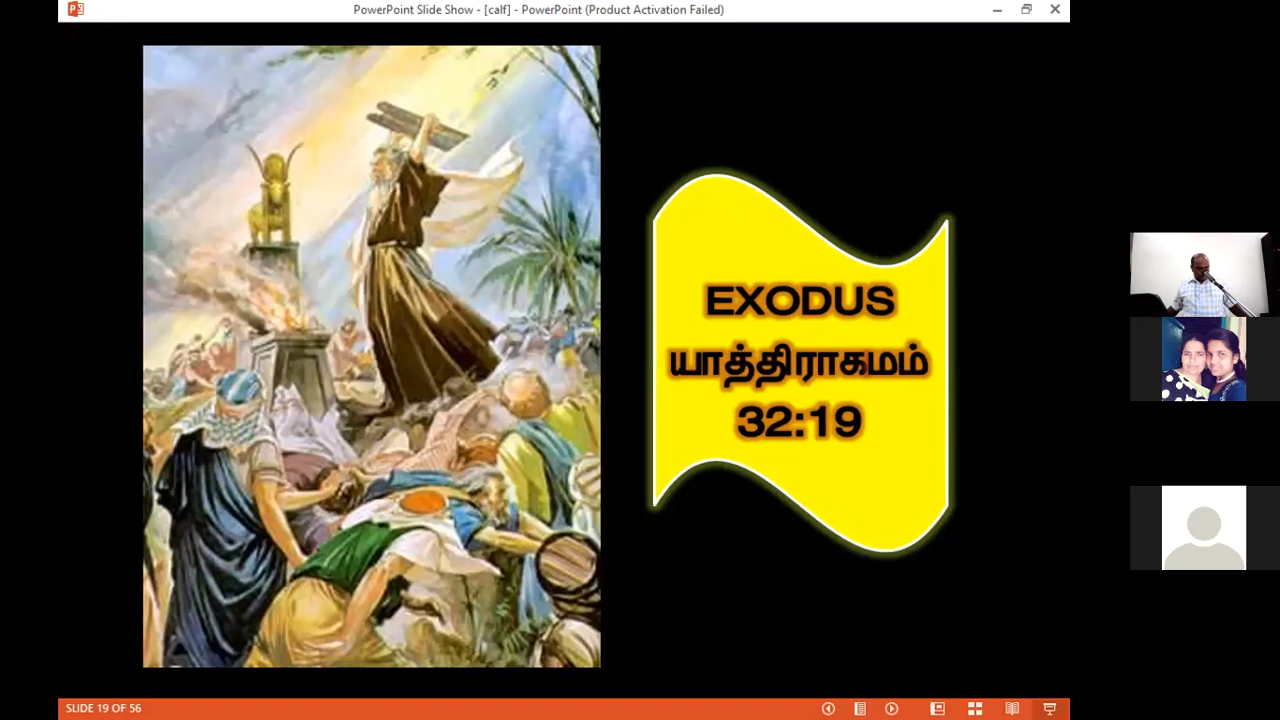 PowerPoint Slide Show - [calf] - PowerPoint (Product Activation Failed)
EXODUS
யாத்திராகமம்
32:19
SLIDE 19 OF 56